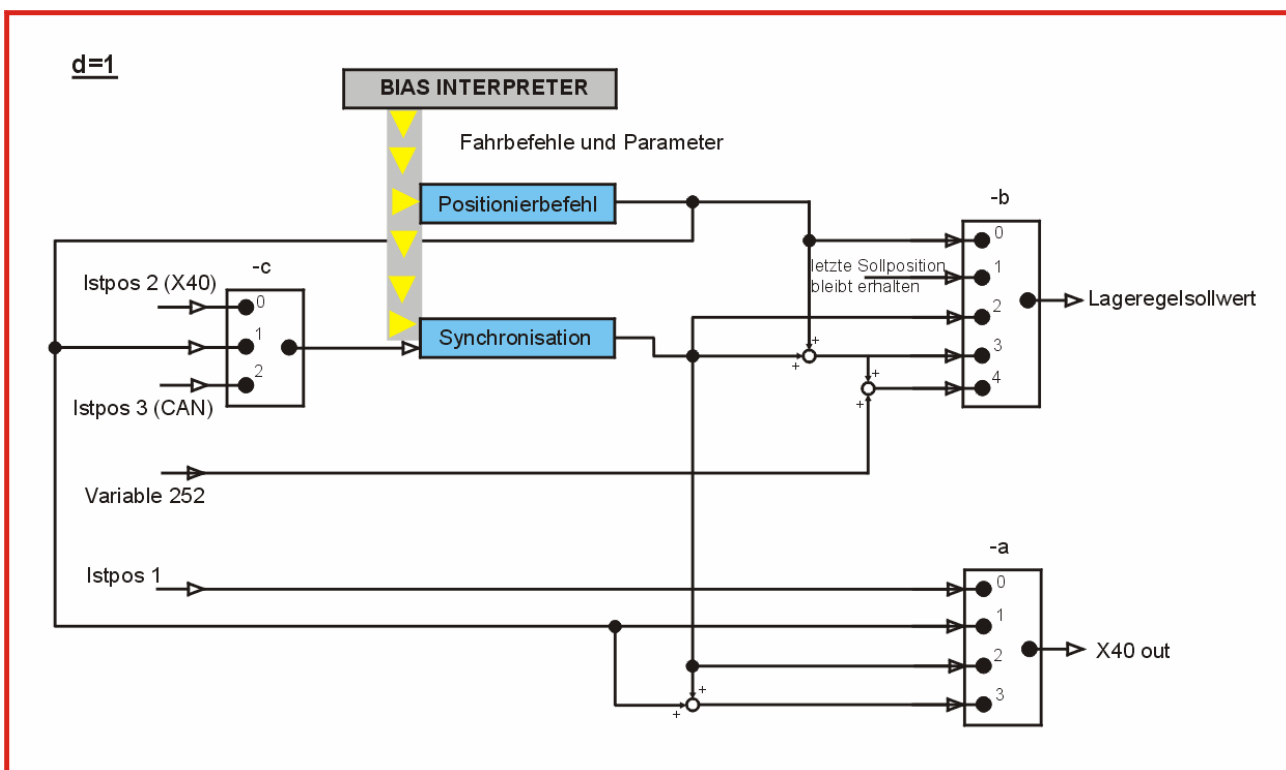 d=1
BIAS INTERPRETER
Fahrbefehle und Parameter
Positionierbefehl
-b
0
letzte Sollposition
1
bleibt erhalten
2
3
4
Lageregelsollwert
-c
Istpos 2 (X40)
0
1
2
Istpos 3 (CAN)
Synchronisation
+
+
+
+
Variable 252
Istpos 1
-a
0
1
2
3
X40 out
+
+